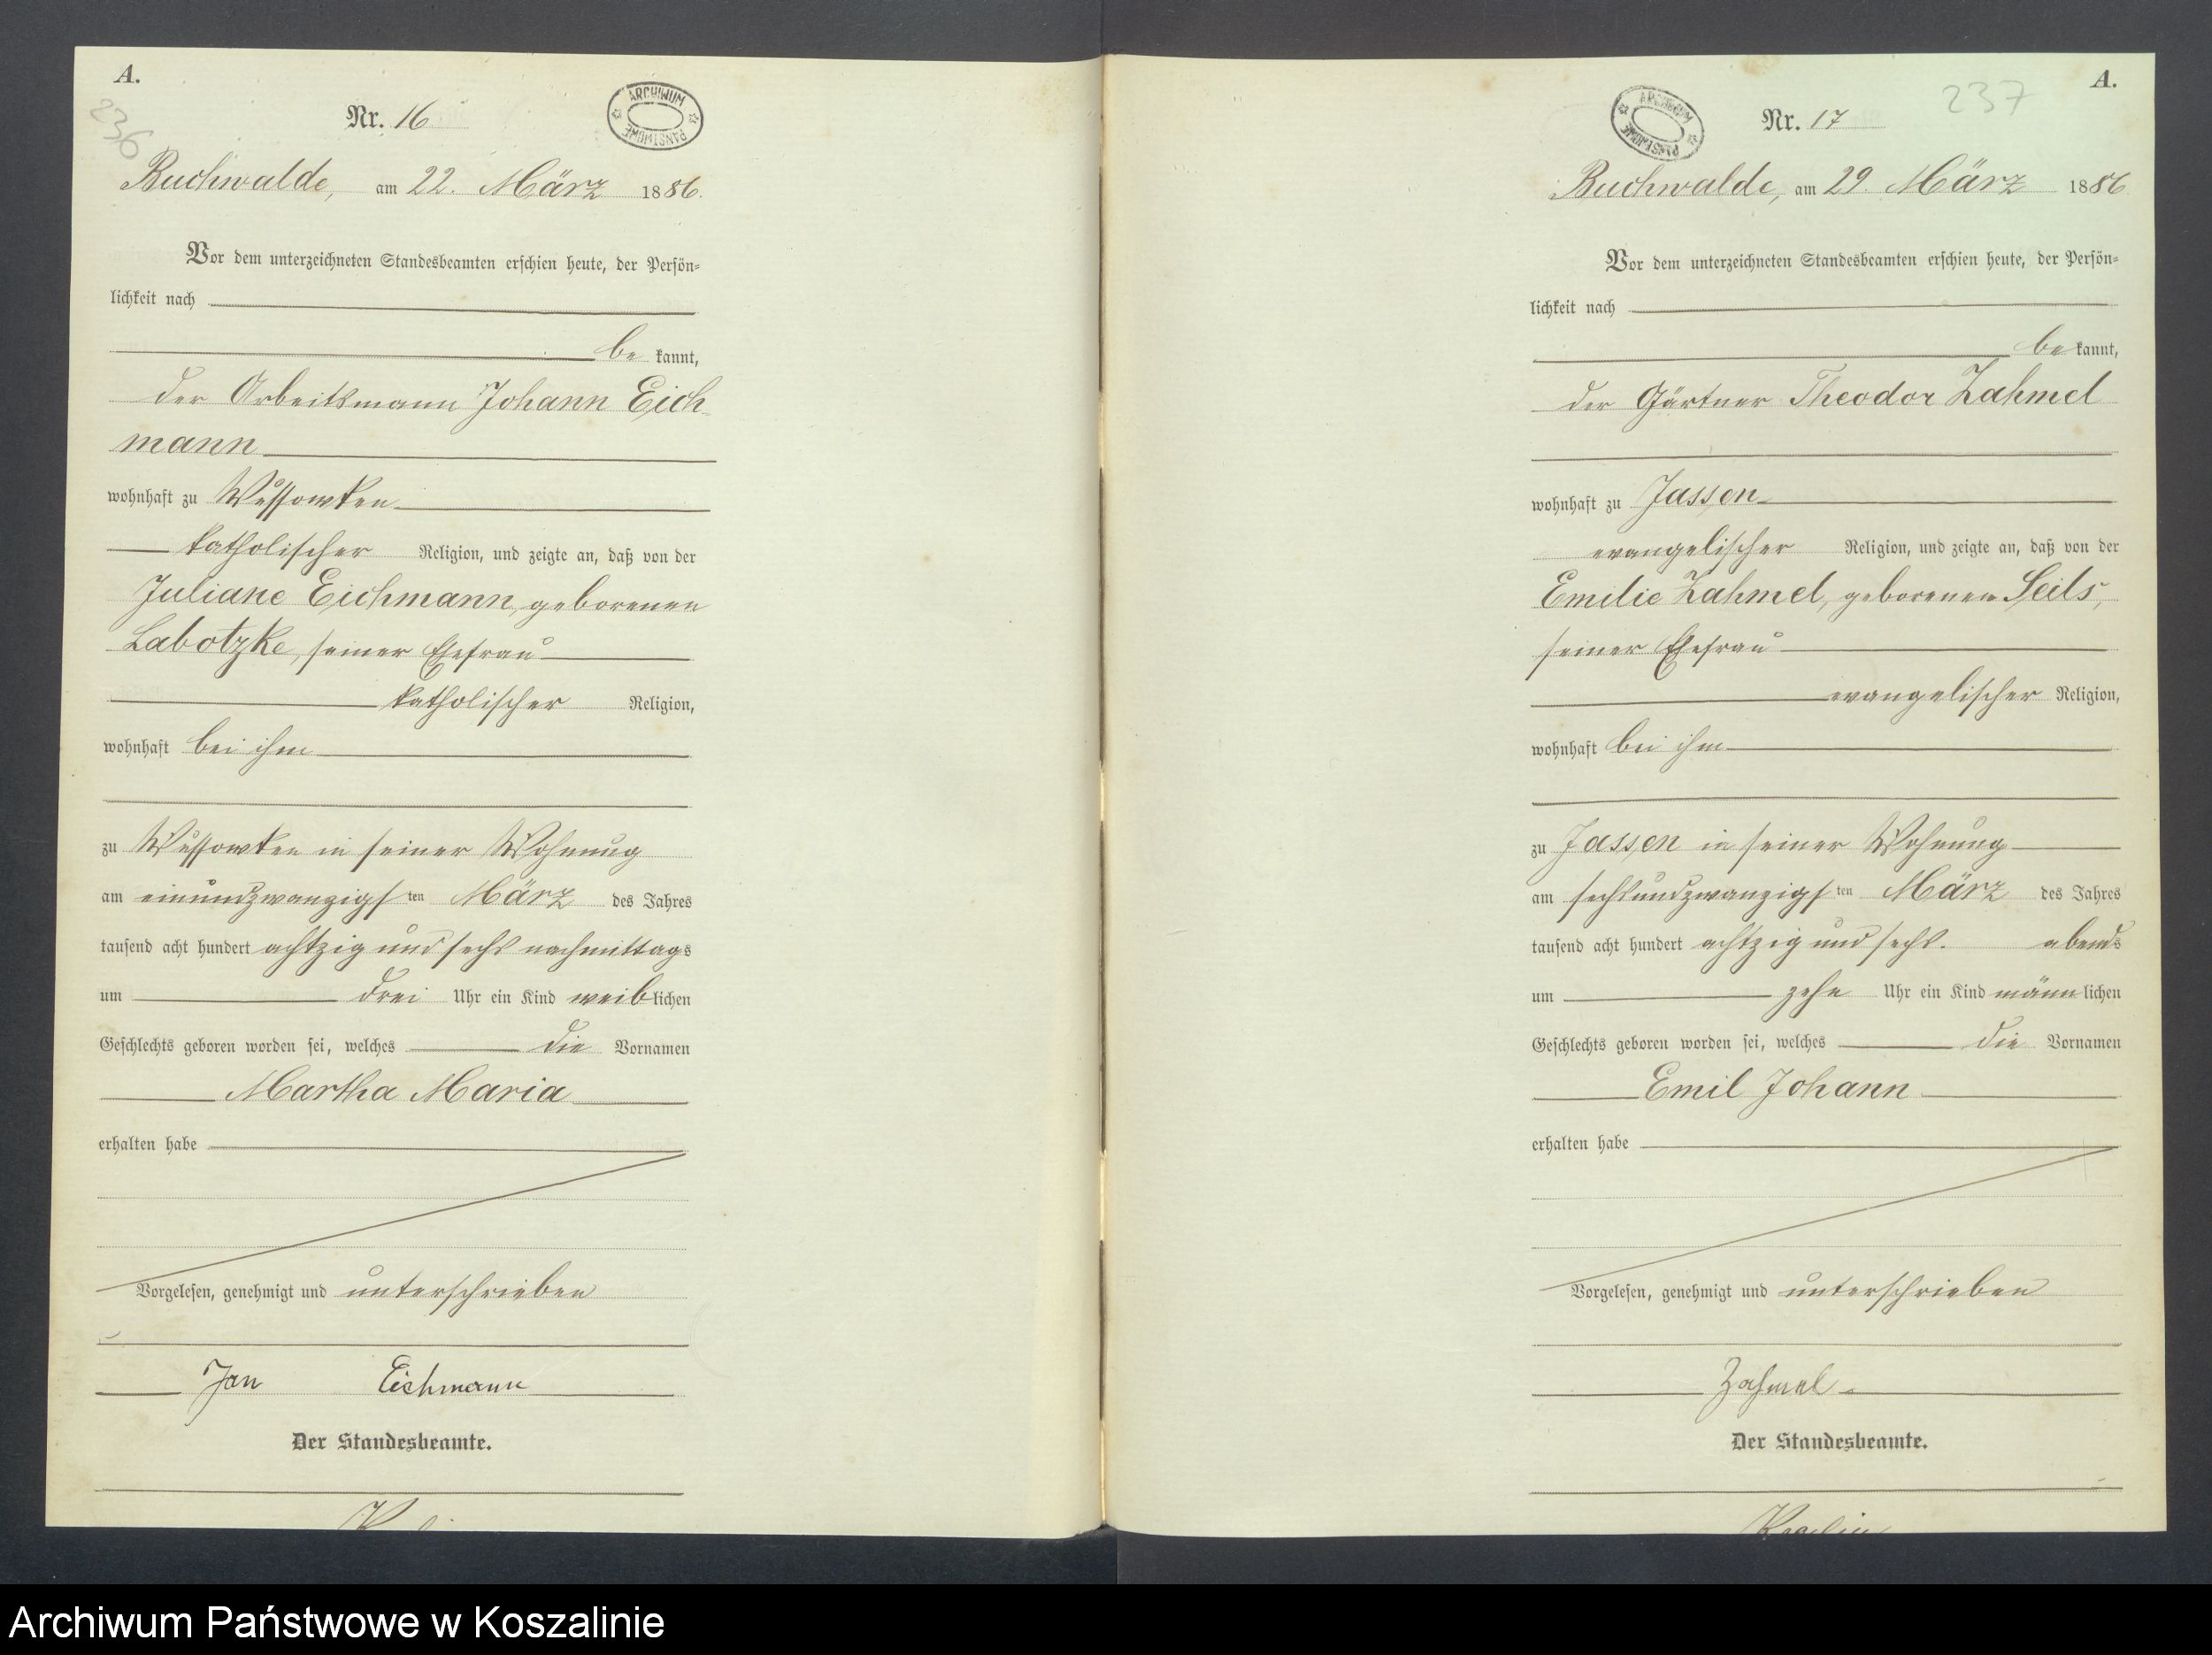 A.
236
Nr. 16
ARCHIWUM PAŃSTWOWE
Buchwalde, am 22. März 1886.
Vor dem unterzeichneten Standesbeamten erschien heute, der Persön=
lichkeit nach
be kannt,
der Arbeitsmann Johann Eich
mann
wohnhaft zu Wussowken
katholischer Religion, und zeigte an, daß von der
Juliane Eichmann, geborenen
Labotzke, seiner Ehefrau
katholischer Religion,
wohnhaft bei ihm
zu Wussowken in seiner Wohnung
am einundzwanzigsten März des Jahres
tausend acht hundert achtzig und sechs nachmittags
um drei Uhr ein Kind weiblichen
Geschlechts geboren worden sei, welches die Vornamen
Martha Maria
erhalten habe
Vorgelesen, genehmigt und unterschrieben
Jan Eichmann
Der Standesbeamte.
A.
237
Nr. 17
ARCHIWUM PAŃSTWOWE
Buchwalde, am 29. März 1886
Vor dem unterzeichneten Standesbeamten erschien heute, der Persön=
lichkeit nach
be kannt,
der Gärtner Theodor Zahmel
wohnhaft zu Jassen
evangelischer Religion, und zeigte an, daß von der
Emilie Zahmel, geborenen Seils,
seiner Ehefrau
evangelischer Religion,
wohnhaft bei ihm
zu Jassen in seiner Wohnung
am sechsundzwanzigsten März des Jahres
tausend acht hundert achtzig und sechs. abends
um zehn Uhr ein Kind männlichen
Geschlechts geboren worden sei, welches die Vornamen
Emil Johann
erhalten habe
Vorgelesen, genehmigt und unterschrieben
Zahmel
Der Standesbeamte.
Archiwum Państwowe w Koszalinie